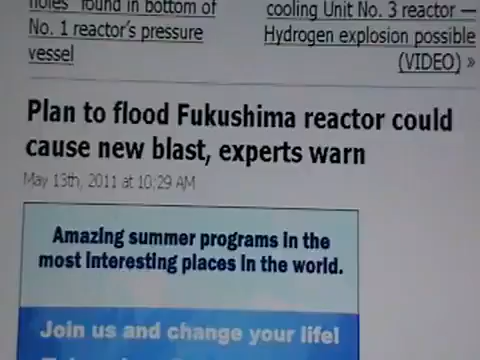 holes" found in bottom of
No. 1 reactor's pressure
vessel
cooling Unit No. 3 reactor —
Hydrogen explosion possible
(VIDEO) »
Plan to flood Fukushima reactor could
cause new blast, experts warn
May 13th, 2011 at 10:29 AM
Amazing summer programs in the
most interesting places in the world.
Join us and change your life!